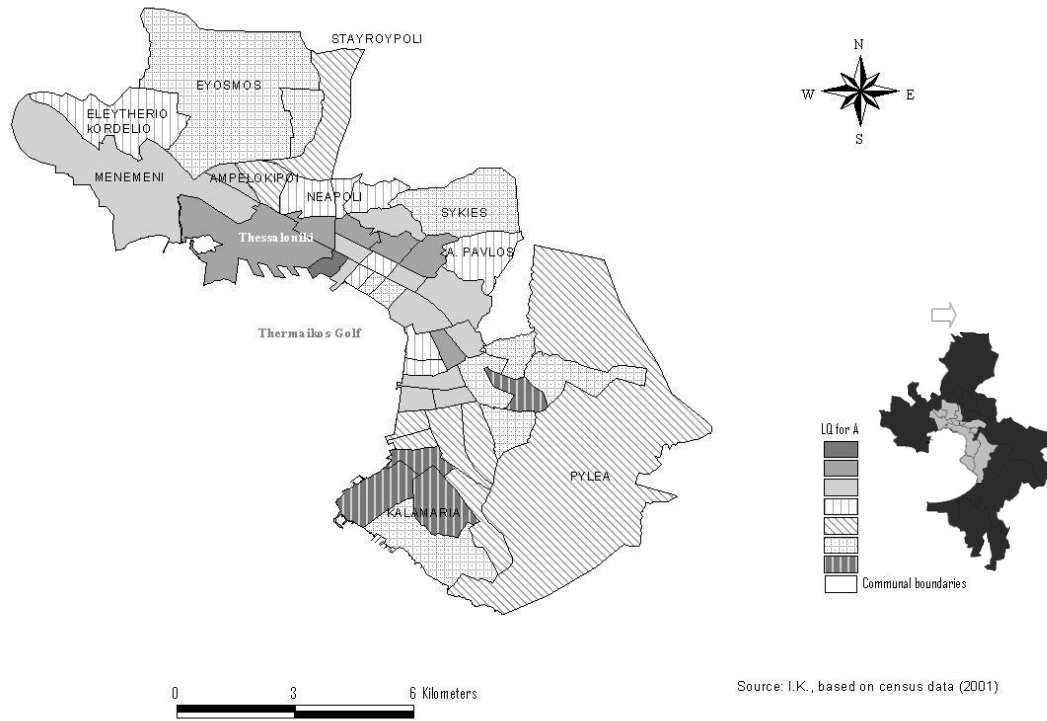 STAYROYPOLI
N
W E
S
EYOSMOS
ELEYTHERIO
KORDELIO
MENEMENI
AMPELOKIPOI
NEAPOLI
SYKIES
Thessaloniki
A. PAVLOS
Thermaikos Golf
LQ for A
PYLEA
KALAMARIA
Communal boundaries
0 3 6 Kilometers
Source: I.K., based on census data (2001)